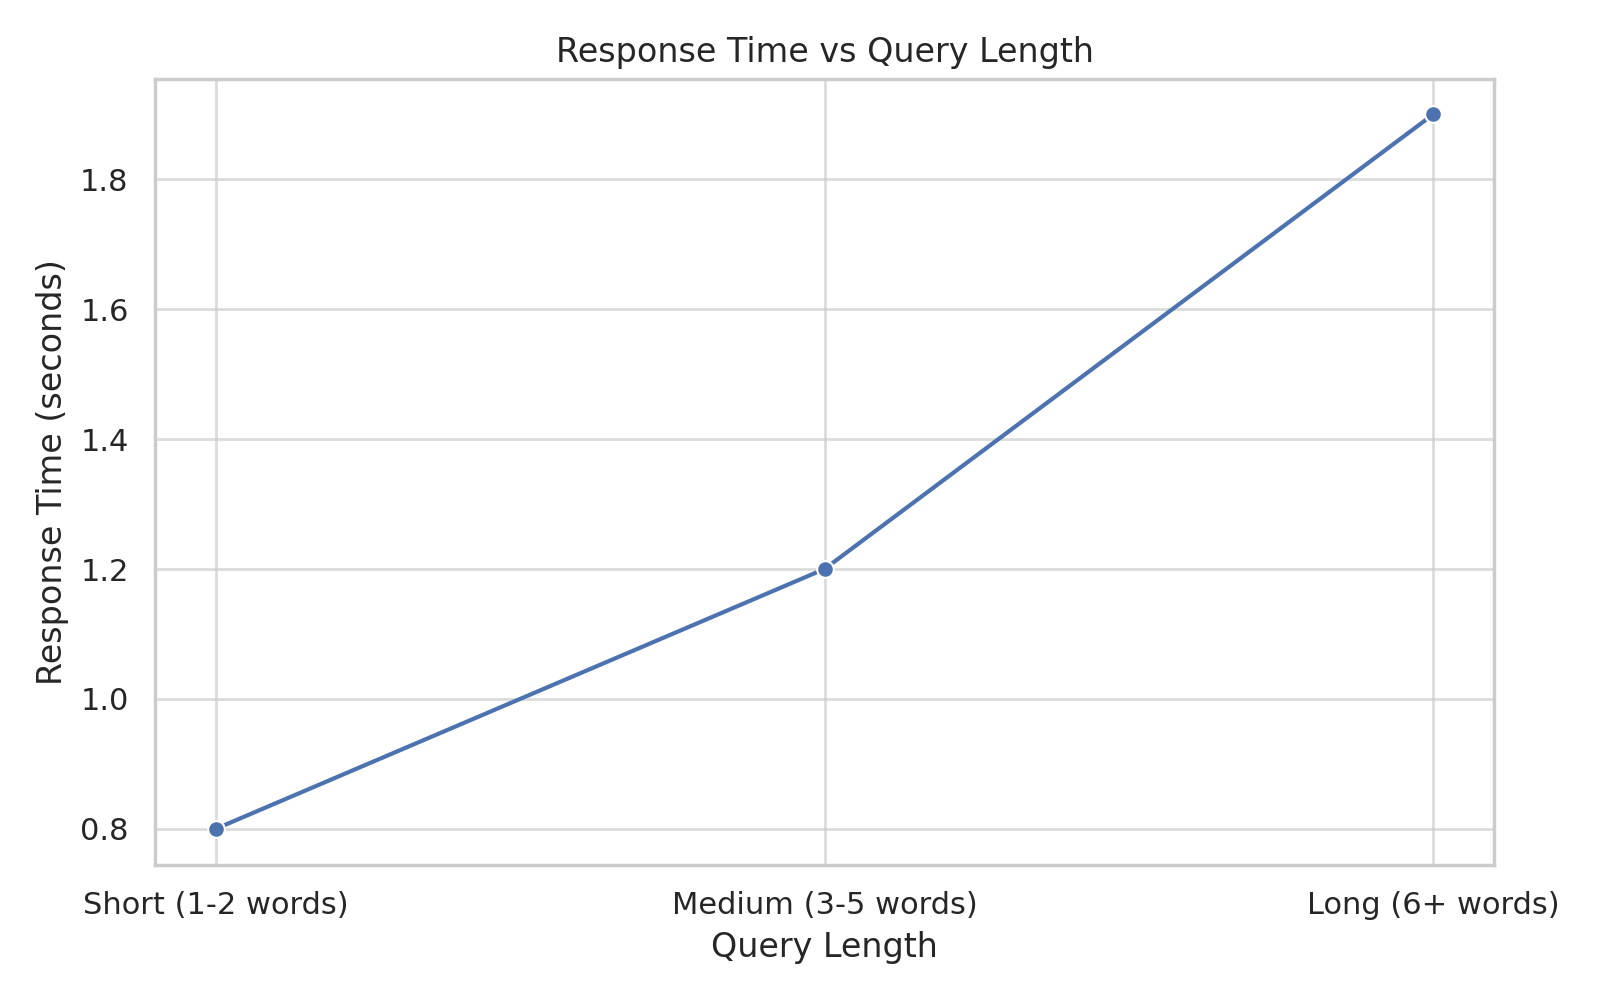 Response Time vs Query Length
Response Time (seconds)
1.8
1.6
1.4
1.2
1.0
0.8
Short (1-2 words)
Medium (3-5 words)
Long (6+ words)
Query Length